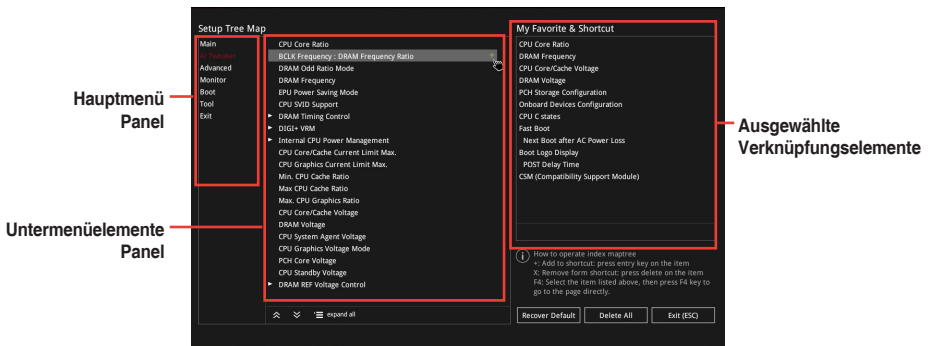 Setup Tree Map
Main
Ai Tweaker
Advanced
Monitor
Boot
Tool
Exit
CPU Core Ratio
BCLK Frequency : DRAM Frequency Ratio +
DRAM Odd Ratio Mode
DRAM Frequency
EPU Power Saving Mode
CPU SVID Support
DRAM Timing Control
DIGI+ VRM
Internal CPU Power Management
CPU Core/Cache Current Limit Max.
CPU Graphics Current Limit Max.
Min. CPU Cache Ratio
Max CPU Cache Ratio
Max. CPU Graphics Ratio
CPU Core/Cache Voltage
DRAM Voltage
CPU System Agent Voltage
CPU Graphics Voltage Mode
PCH Core Voltage
CPU Standby Voltage
DRAM REF Voltage Control
expand all
My Favorite & Shortcut
CPU Core Ratio
DRAM Frequency
CPU Core/Cache Voltage
DRAM Voltage
PCH Storage Configuration
Onboard Devices Configuration
CPU C states
Fast Boot
Next Boot after AC Power Loss
Boot Logo Display
POST Delay Time
CSM (Compatibility Support Module)
How to operate index maptree
+: Add to shortcut: press entry key on the item
X: Remove form shortcut: press delete on the item
F4: Select the item listed above, then press F4 key to
go to the page directly.
Recover Default
Delete All
Exit (ESC)
Hauptmenü
Panel
Untermenüelemente
Panel
Ausgewählte
Verknüpfungselemente